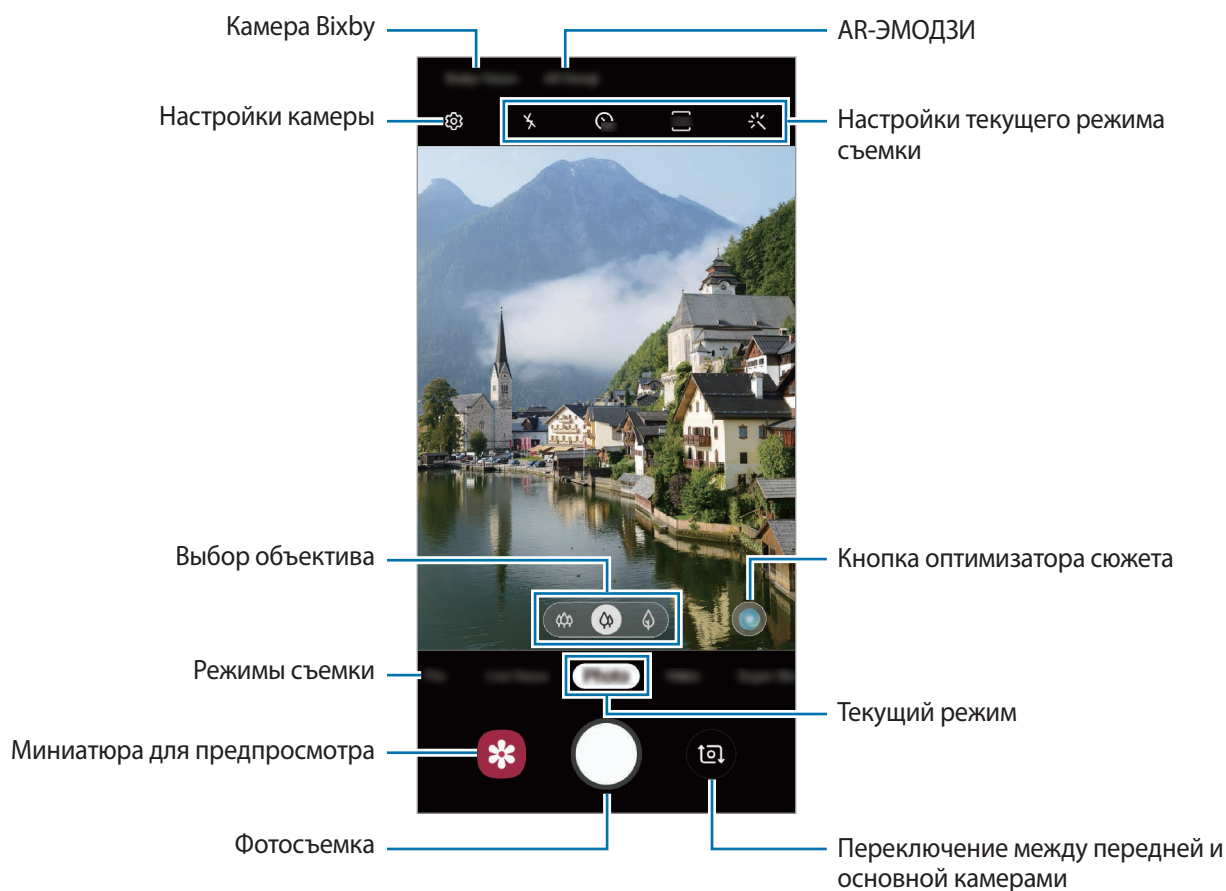 Камера Bixby
AR-ЭМОДЗИ
Настройки камеры
Настройки текущего режима
съемки
Выбор объектива
Кнопка оптимизатора сюжета
Режимы съемки
Текущий режим
Миниатюра для предпросмотра
Фотосъемка
Переключение между передней и
основной камерами